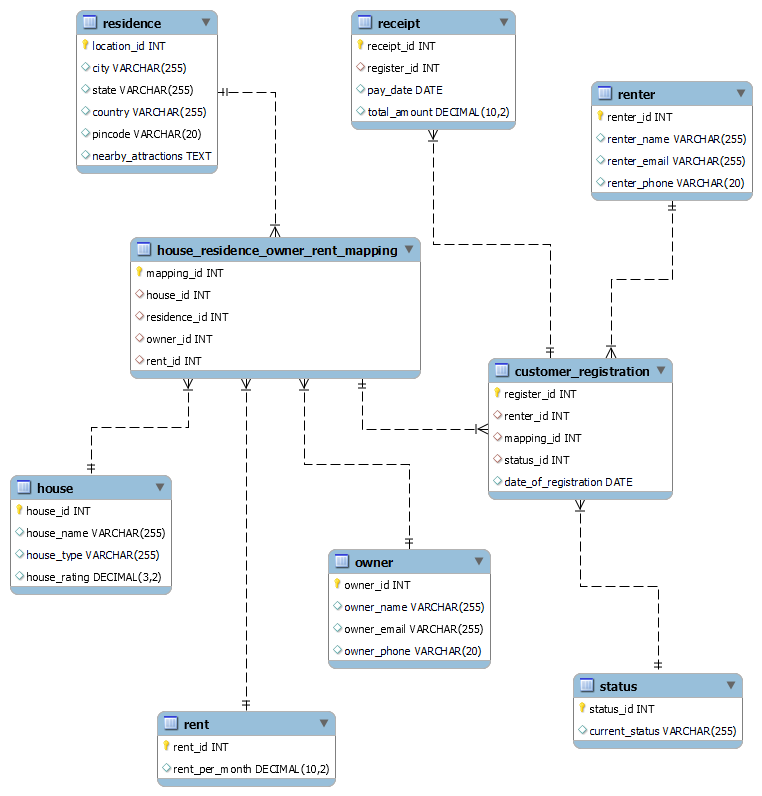 residence
location_id INT
city VARCHAR(255)
state VARCHAR(255)
country VARCHAR(255)
pincode VARCHAR(20)
nearby_attractions TEXT
receipt
receipt_id INT
register_id INT
pay_date DATE
total_amount DECIMAL(10,2)
renter
renter_id INT
renter_name VARCHAR(255)
renter_email VARCHAR(255)
renter_phone VARCHAR(20)
house_residence_owner_rent_mapping
mapping_id INT
house_id INT
residence_id INT
owner_id INT
rent_id INT
customer_registration
register_id INT
renter_id INT
mapping_id INT
status_id INT
date_of_registration DATE
house
house_id INT
house_name VARCHAR(255)
house_type VARCHAR(255)
house_rating DECIMAL(3,2)
owner
owner_id INT
owner_name VARCHAR(255)
owner_email VARCHAR(255)
owner_phone VARCHAR(20)
status
status_id INT
current_status VARCHAR(255)
rent
rent_id INT
rent_per_month DECIMAL(10,2)